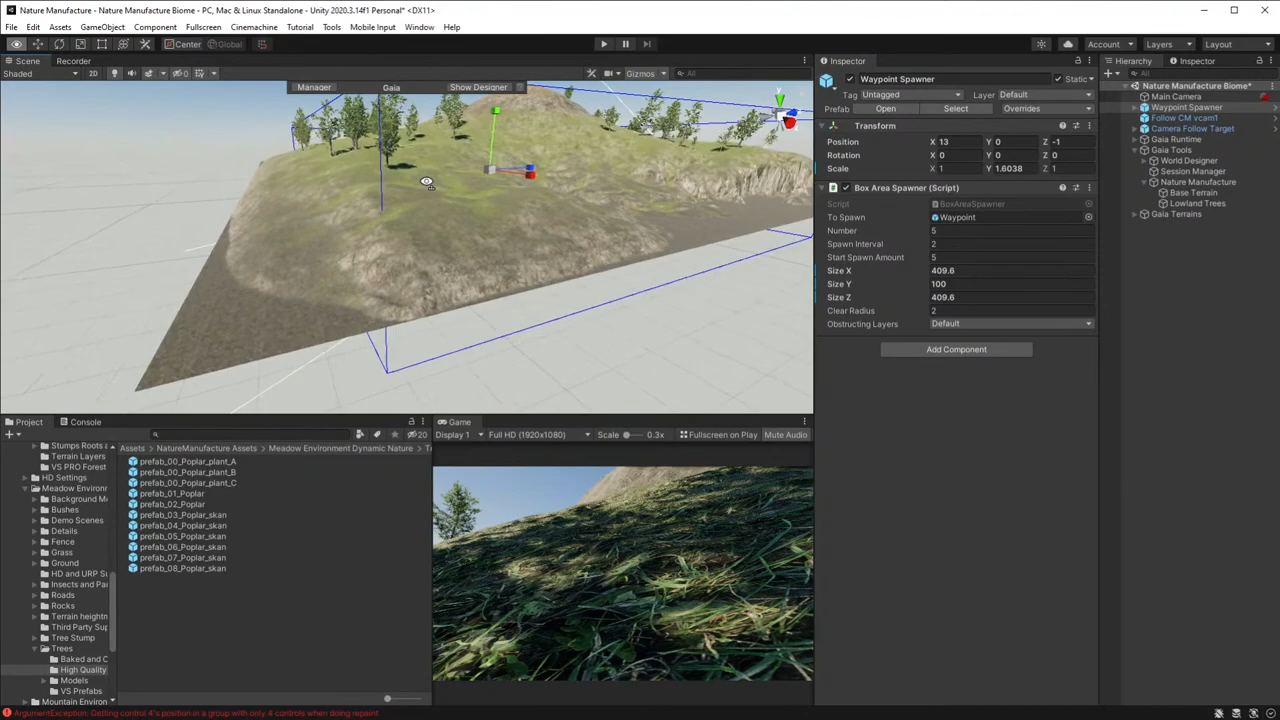 Nature Manufacture - Nature Manufacture Biome - PC, Mac & Linux Standalone - Unity 2020.3.14f1 Personal* <DX11>
File Edit Assets GameObject Component Fullscreen Cinemachine Tutorial Tools Mobile Input Window Help
Center Global Account Layers Layout
Scene Recorder
Shaded 2D 0 Gizmos All
Manager Gaia Show Designer
y
Inspector
Waypoint Spawner Static
Tag Untagged Layer Default
Prefab Open Select Overrides
Transform
Position X 13 Y 0 Z -1
Rotation X 0 Y 0 Z 0
Scale X 1 Y 1.6038 Z 1
Box Area Spawner (Script)
Script BoxAreaSpawner
To Spawn Waypoint
Number 5
Spawn Interval 2
Start Spawn Amount 5
Size X 409.6
Size Y 100
Size Z 409.6
Clear Radius 2
Obstructing Layers Default
Add Component
Hierarchy Inspector
All
Nature Manufacture Biome*
Main Camera
Waypoint Spawner
Follow CM vcam1
Camera Follow Target
Gaia Runtime
Gaia Tools
World Designer
Session Manager
Nature Manufacture
Base Terrain
Lowland Trees
Gaia Terrains
Project Console
20
Stumps Roots a
Terrain Layers
VS PRO Forest
HD Settings
Meadow Environ
Background M
Bushes
Demo Scenes
Details
Fence
Grass
Ground
HD and URP Su
Insects and Pa
Roads
Rocks
Terrain height
Third Party Sup
Tree Stump
Trees
Baked and C
High Quality
Models
VS Prefabs
Mountain Environ
Assets > NatureManufacture Assets > Meadow Environment Dynamic Nature > Tr
prefab_00_Poplar_plant_A
prefab_00_Poplar_plant_B
prefab_00_Poplar_plant_C
prefab_01_Poplar
prefab_02_Poplar
prefab_03_Poplar_skan
prefab_04_Poplar_skan
prefab_05_Poplar_skan
prefab_06_Poplar_skan
prefab_07_Poplar_skan
prefab_08_Poplar_skan
Game
Display 1 Full HD (1920x1080) Scale 0.3x Fullscreen on Play Mute Audio
ArgumentException: Getting control 4's position in a group with only 4 controls when doing repaint